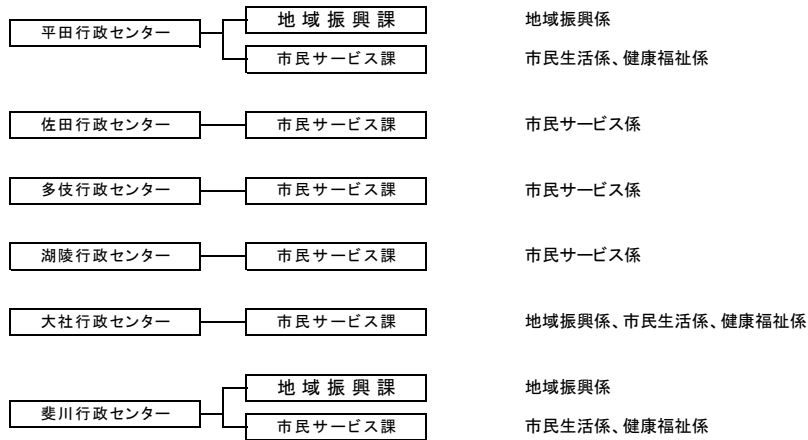 地域振興課 地域振興係
平田行政センター
市民サービス課 市民生活係、健康福祉係
佐田行政センター 市民サービス課 市民サービス係
多伎行政センター 市民サービス課 市民サービス係
湖陵行政センター 市民サービス課 市民サービス係
大社行政センター 市民サービス課 地域振興係、市民生活係、健康福祉係
地域振興課 地域振興係
斐川行政センター
市民サービス課 市民生活係、健康福祉係